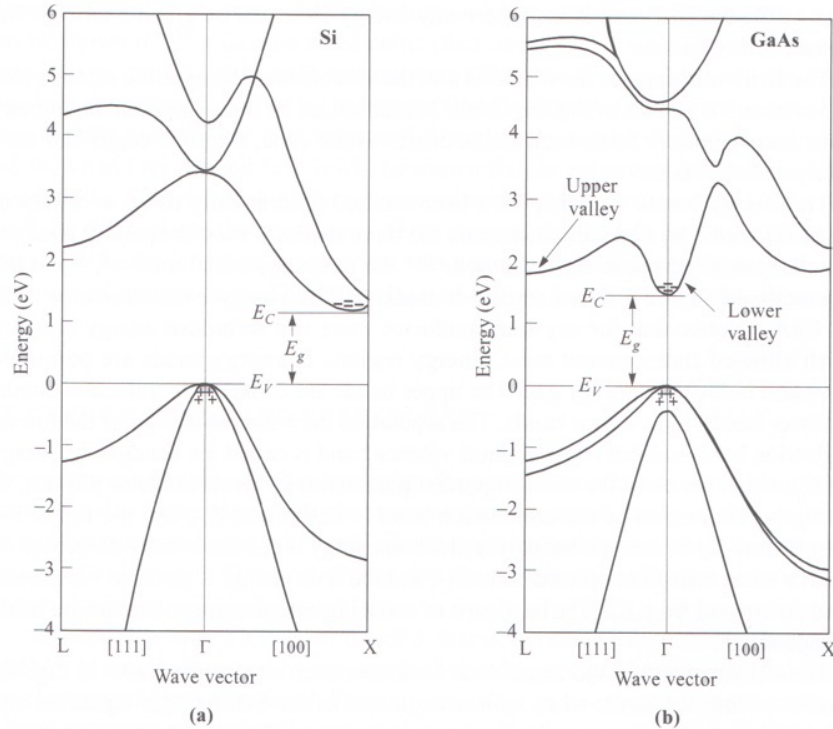 Si
6
5
4
3
2
1
0
−1
−2
−3
−4
Energy (eV)
E_C
E_g
E_V
L [111] Γ [100] X
Wave vector
(a)
GaAs
6
5
4
3
2
1
0
−1
−2
−3
−4
Energy (eV)
Upper
valley
Lower
valley
E_C
E_g
E_V
L [111] Γ [100] X
Wave vector
(b)